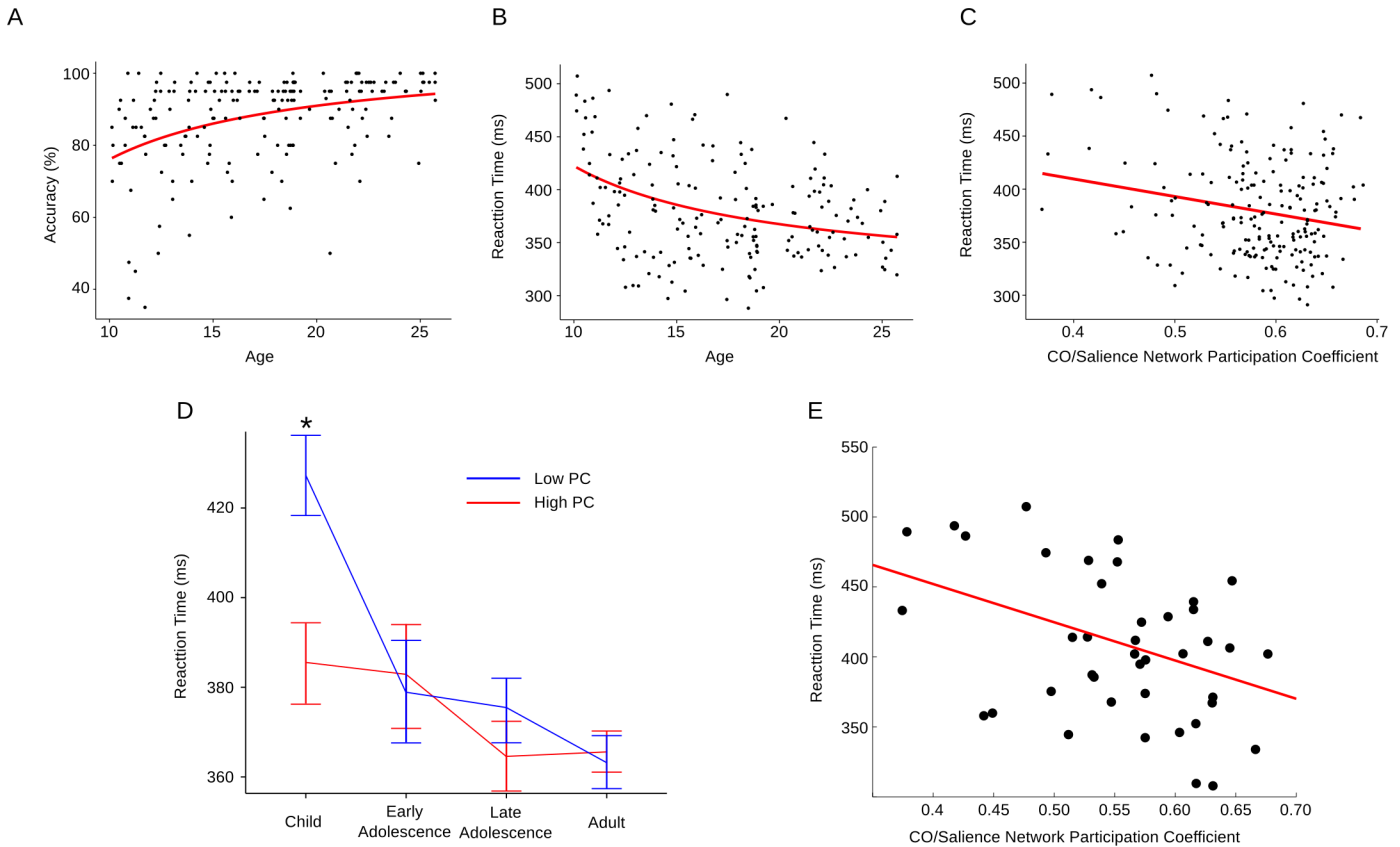 A
B
C
100
80
60
40
Accuracy (%)
10
15
20
25
Age
500
450
400
350
300
Reacttion Time (ms)
10
15
20
25
Age
500
450
400
350
300
Reacttion Time (ms)
0.4
0.5
0.6
0.7
CO/Salience Network Participation Coefficient
D
*
Low PC
High PC
420
400
380
360
Reacttion Time (ms)
Child
Early
Adolescence
Late
Adolescence
Adult
E
550
500
450
400
350
Reacttion Time (ms)
0.4
0.45
0.50
0.55
0.60
0.65
0.70
CO/Salience Network Participation Coefficient